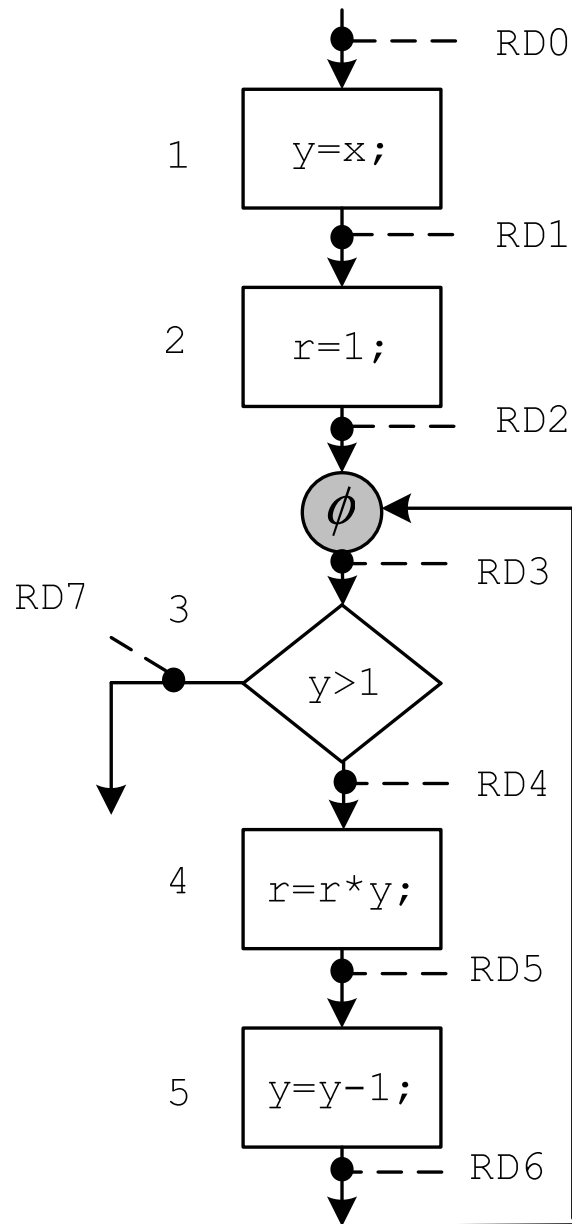 RD0
1 y=x;
RD1
2 r=1;
RD2
ϕ
RD3
RD7 3
y>1
RD4
4 r=r*y;
RD5
5 y=y-1;
RD6